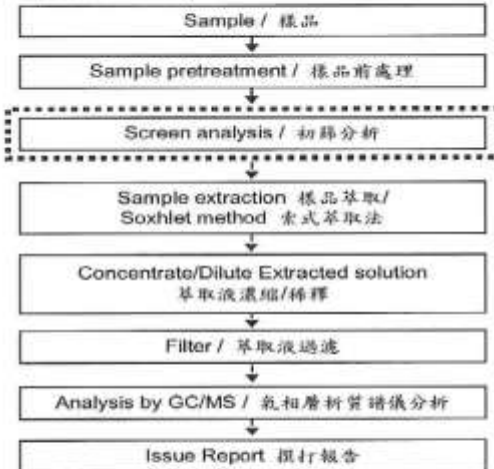 Sample / 樣品
Sample pretreatment / 樣品前處理
Screen analysis / 初篩分析
Sample extraction 樣品萃取/
Soxhlet method 索式萃取法
Concentrate/Dilute Extracted solution
萃取液濃縮/稀釋
Filter / 萃取液過濾
Analysis by GC/MS / 氣相層析質譜儀分析
Issue Report 撰打報告